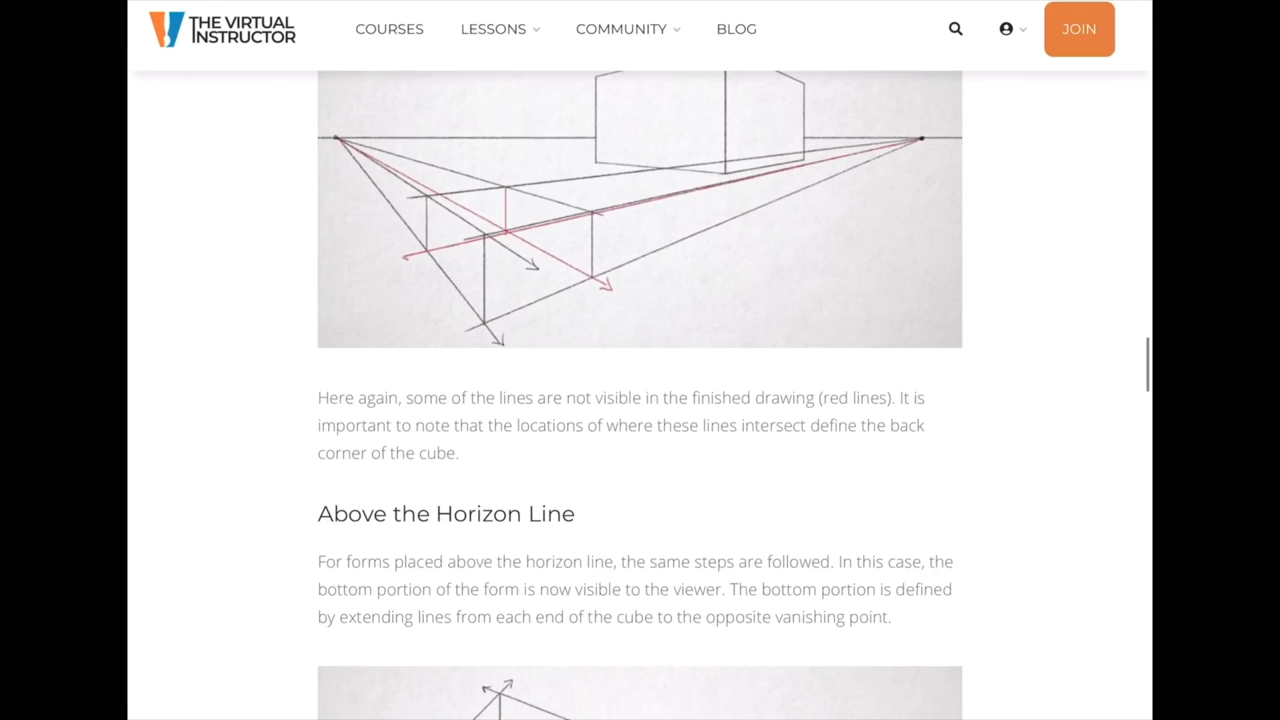 THE VIRTUAL
INSTRUCTOR
COURSES
LESSONS
COMMUNITY
BLOG
JOIN
Here again, some of the lines are not visible in the finished drawing (red lines). It is
important to note that the locations of where these lines intersect define the back
corner of the cube.
Above the Horizon Line
For forms placed above the horizon line, the same steps are followed. In this case, the
bottom portion of the form is now visible to the viewer. The bottom portion is defined
by extending lines from each end of the cube to the opposite vanishing point.